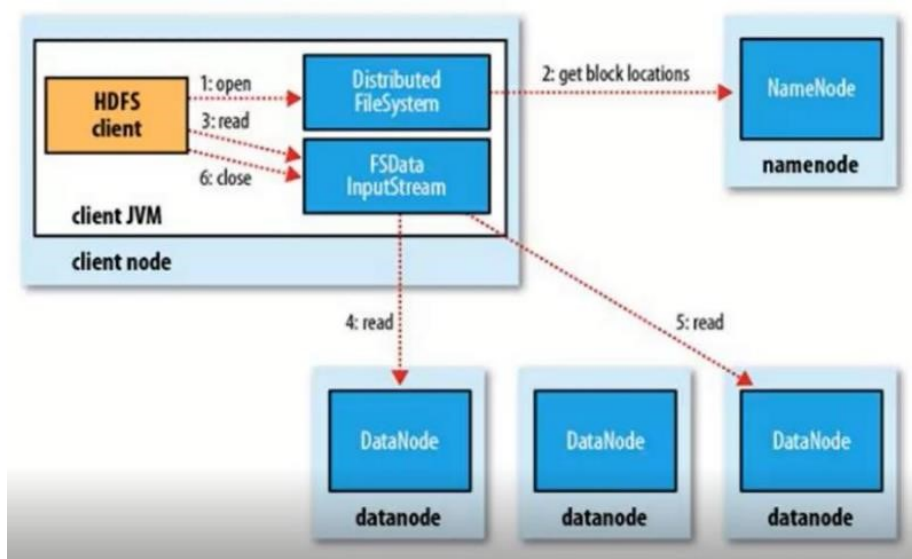 HDFS
client
1: open
3: read
6: close
Distributed
FileSystem
FSData
InputStream
client JVM
client node
2: get block locations
NameNode
namenode
4: read
5: read
DataNode
datanode
DataNode
datanode
DataNode
datanode